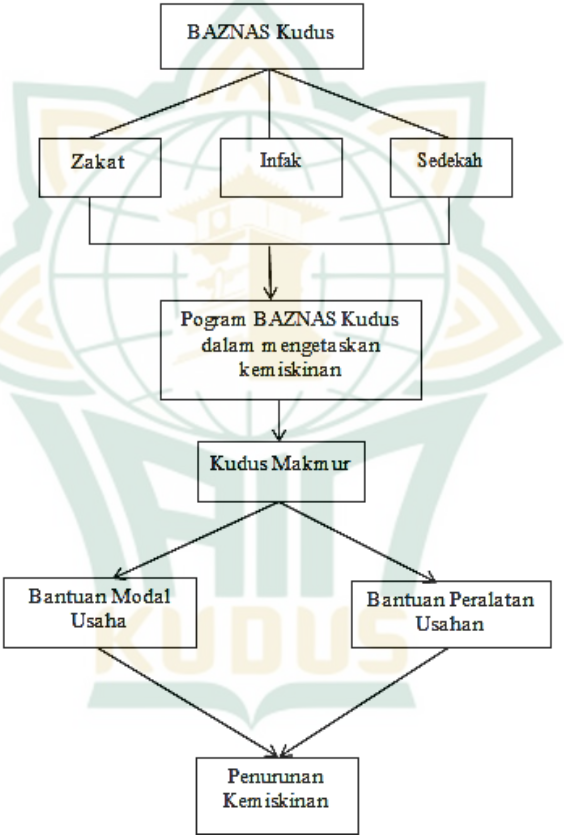 BAZNAS Kudus
Zakat
Infak
Sedekah
Pogram BAZNAS Kudus
dalam mengetaskan
kemiskinan
Kudus Makmur
Bantuan Modal
Usaha
Bantuan Peralatan
Usahan
Penurunan
Kemiskinan
IAIN
KUDUS